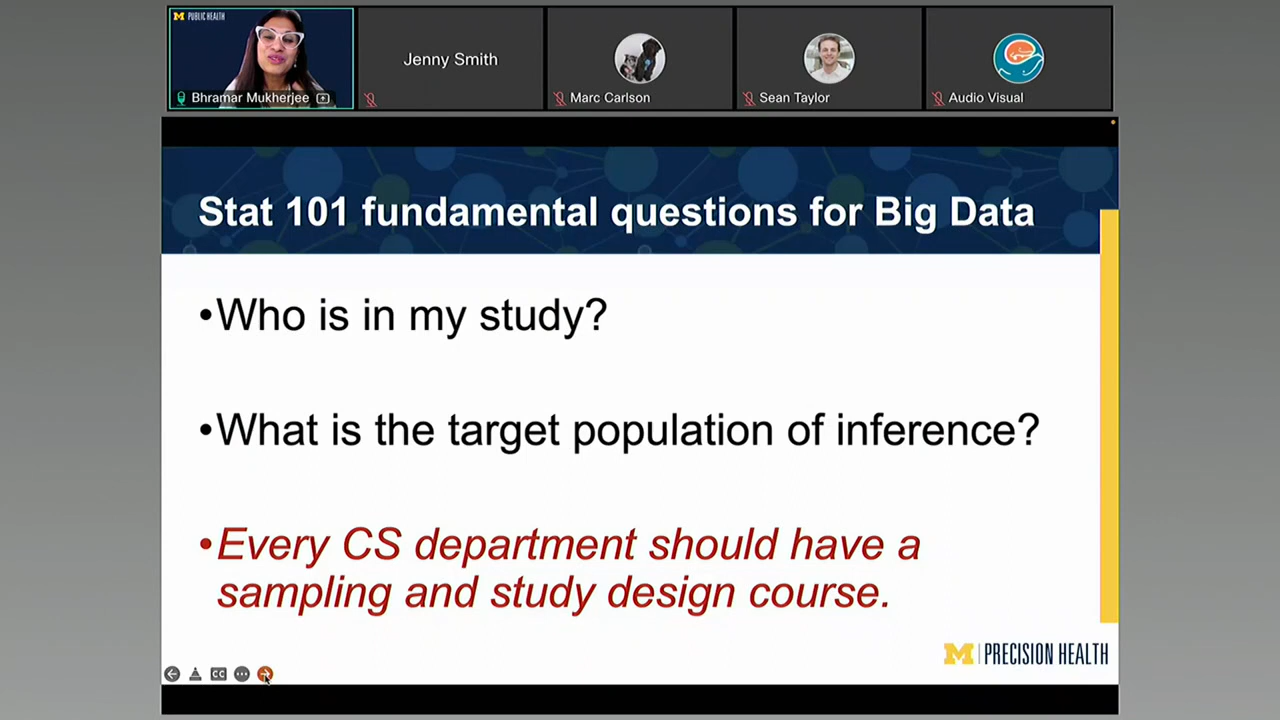 M PUBLIC HEALTH
Bhramar Mukherjee
Jenny Smith
Marc Carlson
Sean Taylor
Audio Visual
Stat 101 fundamental questions for Big Data
•Who is in my study?
•What is the target population of inference?
•Every CS department should have a
sampling and study design course.
M | PRECISION HEALTH
CC